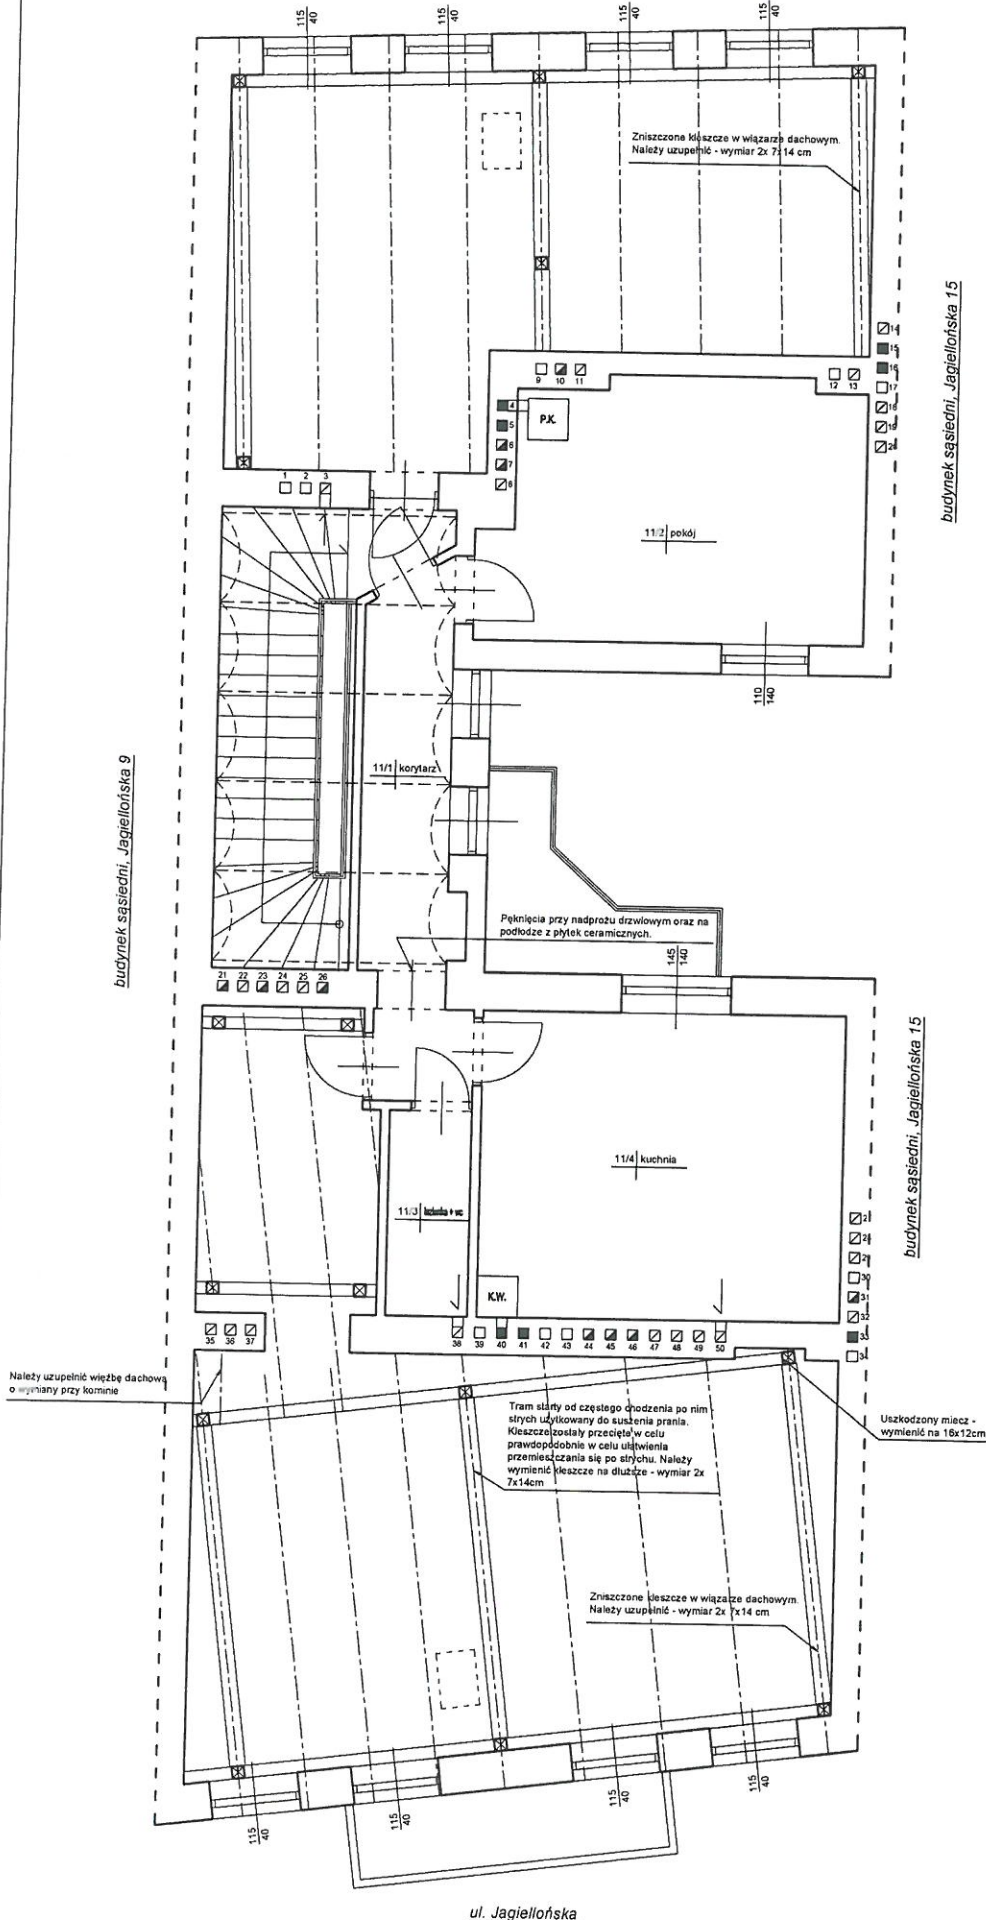 115
40
115
40
115
40
115
40
Zniszczone kleszcze w wiązarze dachowym.
Należy uzupełnić - wymiar 2x 7x14 cm
budynek sąsiedni, Jagiellońska 15
14
15
16
17
18
19
9
10
11
12
13
4
5
6
7
8
P.K.
1
2
3
11/2 pokój
110
140
budynek sąsiedni, Jagiellońska 9
11/1 korytarz
Pęknięcia przy nadprożu drzwiowym oraz na
podłodze z płytek ceramicznych.
145
140
21
22
23
24
25
26
budynek sąsiedni, Jagiellońska 15
11/4 kuchnia
11/3 łazienka + wc
K.W.
30
31
32
33
34
35
36
37
38
39
40
41
42
43
44
45
46
47
48
49
50
Należy uzupełnić więźbę dachową
o wymiany przy kominie
Tram starty od częstego chodzenia po nim -
strych użytkowany do suszenia prania.
Kleszcze zostały przecięte w celu
prawdopodobnie w celu ułatwienia
przemieszczania się po strychu. Należy
wymienić kleszcze na dłuższe - wymiar 2x
7x14cm
Uszkodzony miecz -
wymienić na 16x12cm
Zniszczone kleszcze w wiązarze dachowym.
Należy uzupełnić - wymiar 2x 7x14 cm
115
40
115
40
115
40
115
40
ul. Jagiellońska